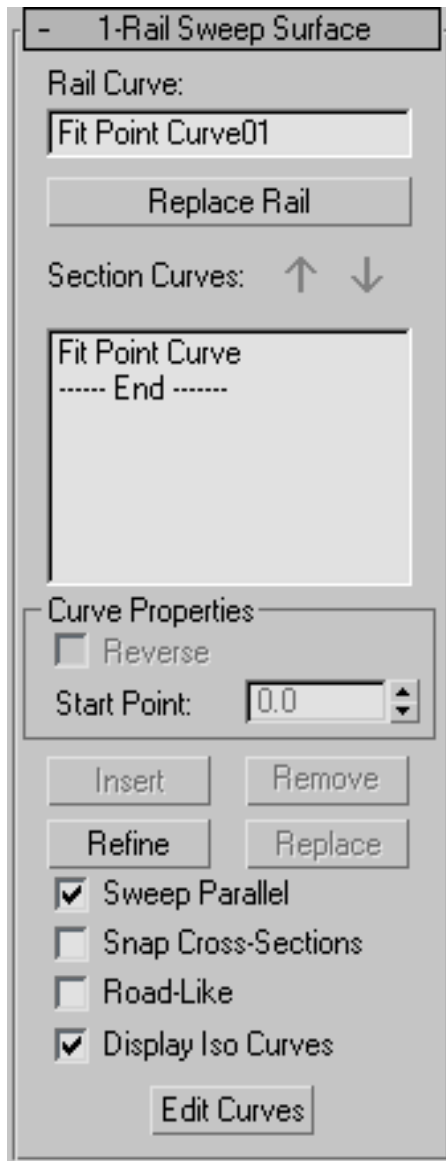 - 1-Rail Sweep Surface
Rail Curve:
Fit Point Curve01
Replace Rail
Section Curves:
Fit Point Curve
------ End -------
Curve Properties
Reverse
Start Point: 0.0
Insert Remove
Refine Replace
Sweep Parallel
Snap Cross-Sections
Road-Like
Display Iso Curves
Edit Curves